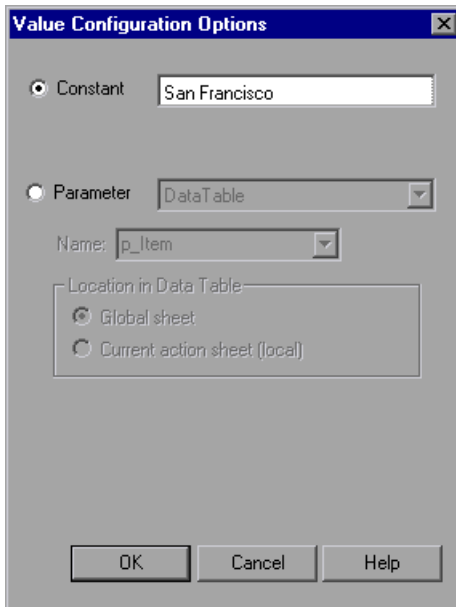 Value Configuration Options
Constant San Francisco
Parameter DataTable
Name: p_Item
Location in Data Table
Global sheet
Current action sheet (local)
OK Cancel Help